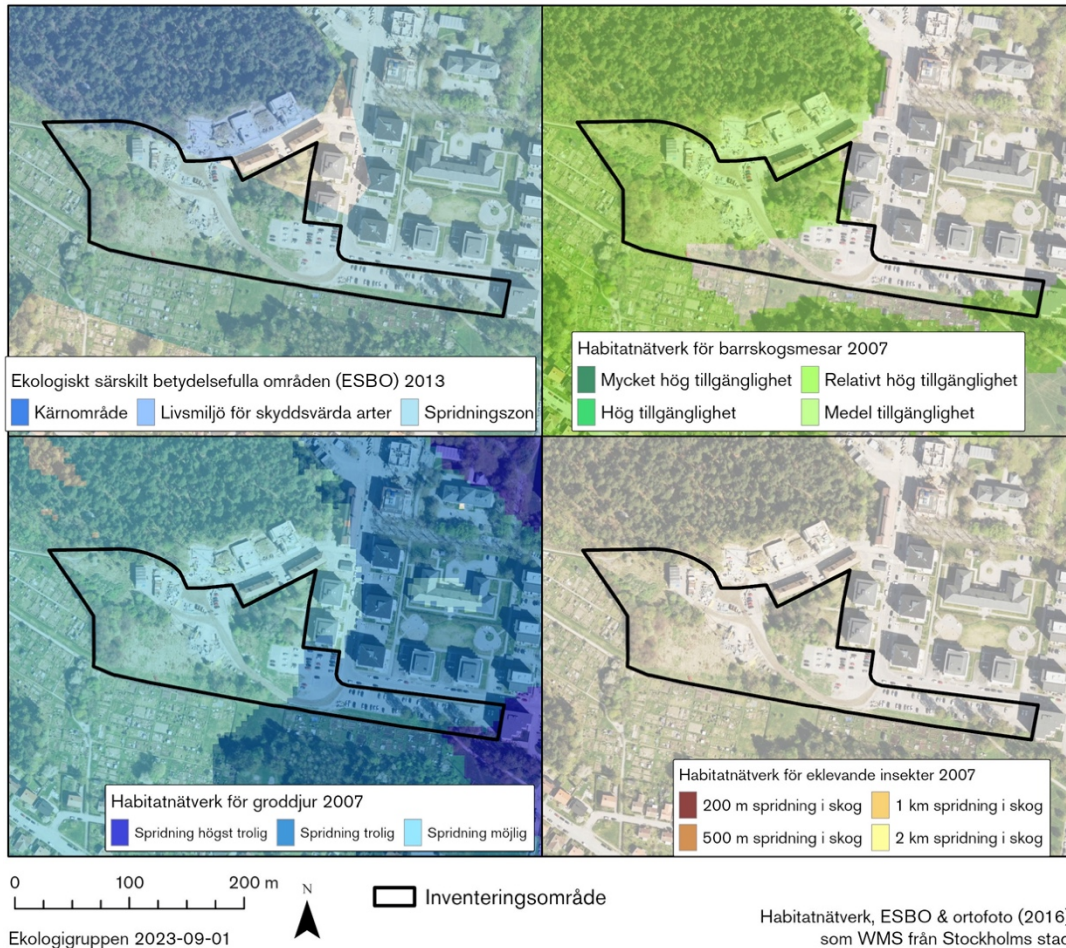 Ekologiskt särskilt betydelsefulla områden (ESBO) 2013
Kärnområde Livsmiljö för skyddsvärda arter Spridningszon
Habitatnätverk för barrskogsmesar 2007
Mycket hög tillgänglighet Relativt hög tillgänglighet
Hög tillgänglighet Medel tillgänglighet
Habitatnätverk för groddjur 2007
Spridning högst trolig Spridning trolig Spridning möjlig
Habitatnätverk för eklevande insekter 2007
200 m spridning i skog 1 km spridning i skog
500 m spridning i skog 2 km spridning i skog
0 100 200 m
N
Inventeringsområde
Ekologigruppen 2023-09-01
Habitatnätverk, ESBO & ortofoto (2016)
som WMS från Stockholms stad